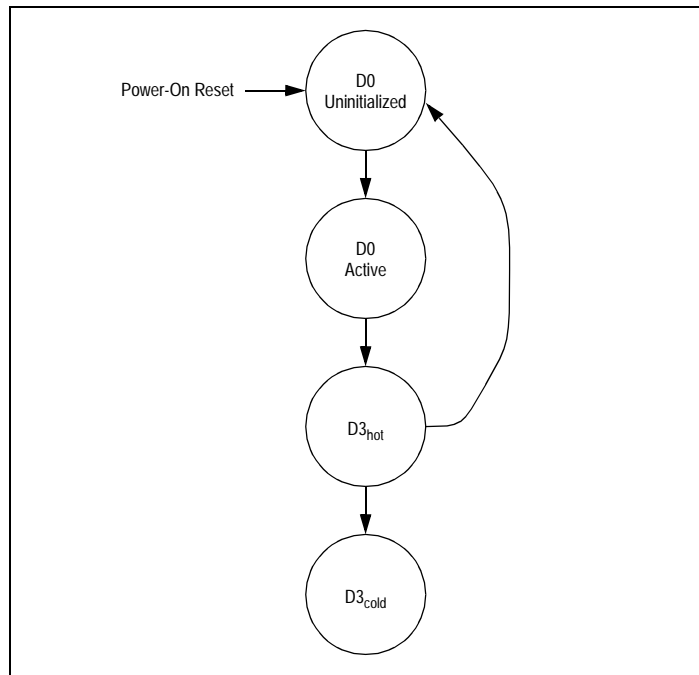 Power-On Reset
D0
Uninitialized
D0
Active
D3hot
D3cold